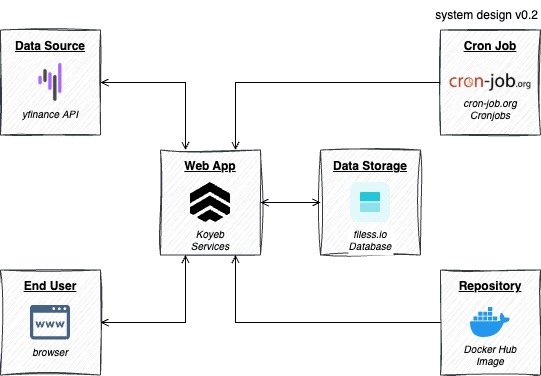 system design v0.2
Data Source
yfinance API
Cron Job
cron-job.org
cron-job.org
Cronjobs
Web App
Koyeb
Services
Data Storage
filess.io
Database
End User
www
browser
Repository
Docker Hub
Image